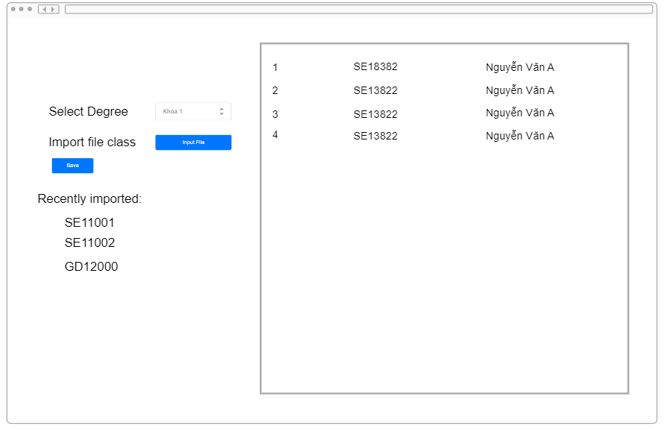 Select Degree Khóa 1
Import file class Input File
Save
Recently imported:
SE11001
SE11002
GD12000
1 SE18382 Nguyễn Văn A
2 SE13822 Nguyễn Văn A
3 SE13822 Nguyễn Văn A
4 SE13822 Nguyễn Văn A